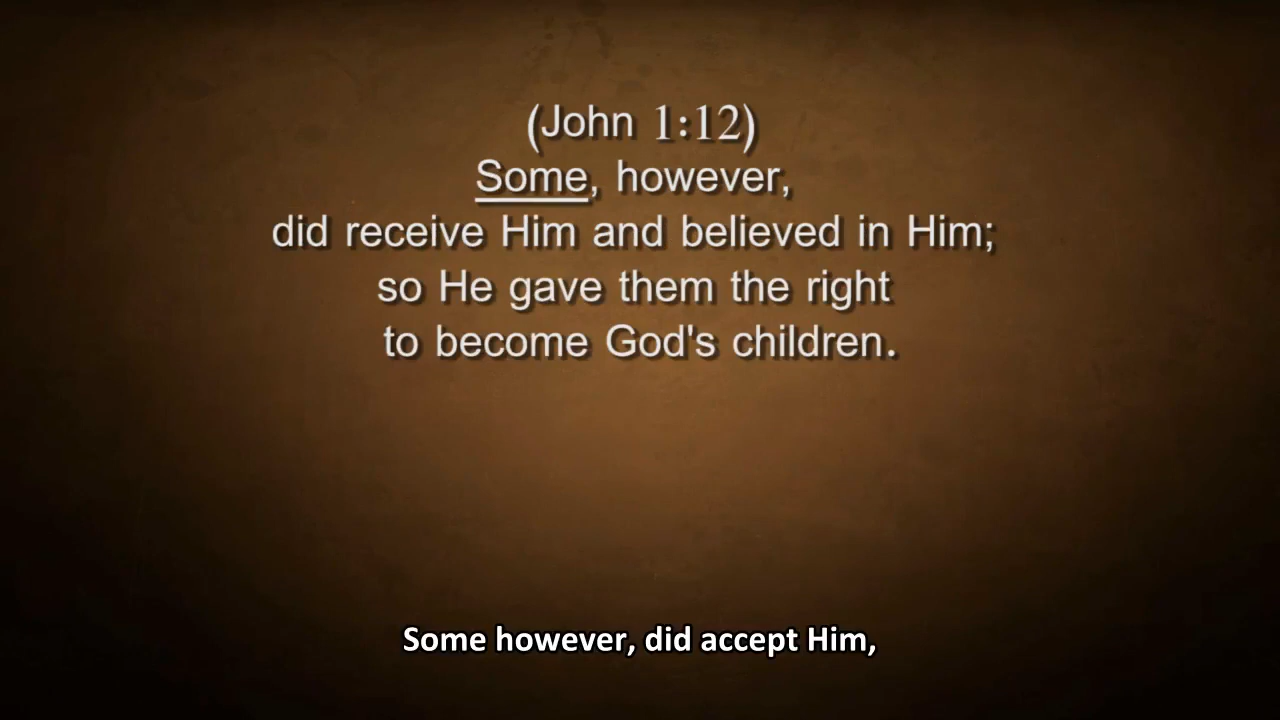 (John 1:12)
Some, however,
did receive Him and believed in Him;
so He gave them the right
to become God's children.
Some however, did accept Him,